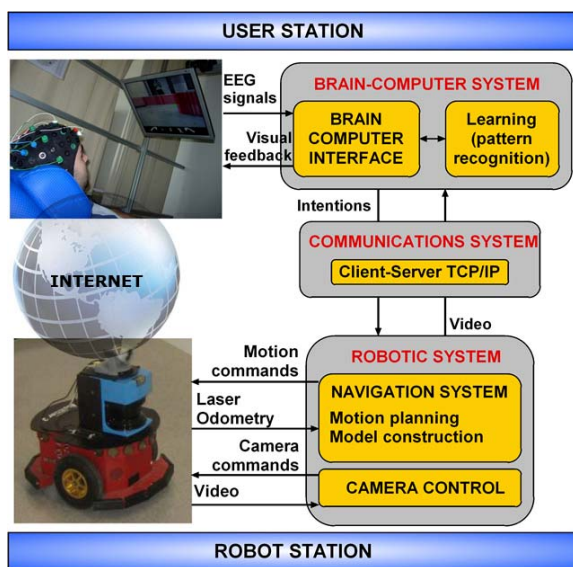 USER STATION
EEG
signals
Visual
feedback
BRAIN-COMPUTER SYSTEM
BRAIN
COMPUTER
INTERFACE
Learning
(pattern
recognition)
Intentions
COMMUNICATIONS SYSTEM
Client-Server TCP/IP
INTERNET
Video
ROBOTIC SYSTEM
Motion
commands
Laser
Odometry
Camera
commands
Video
NAVIGATION SYSTEM
Motion planning
Model construction
CAMERA CONTROL
ROBOT STATION